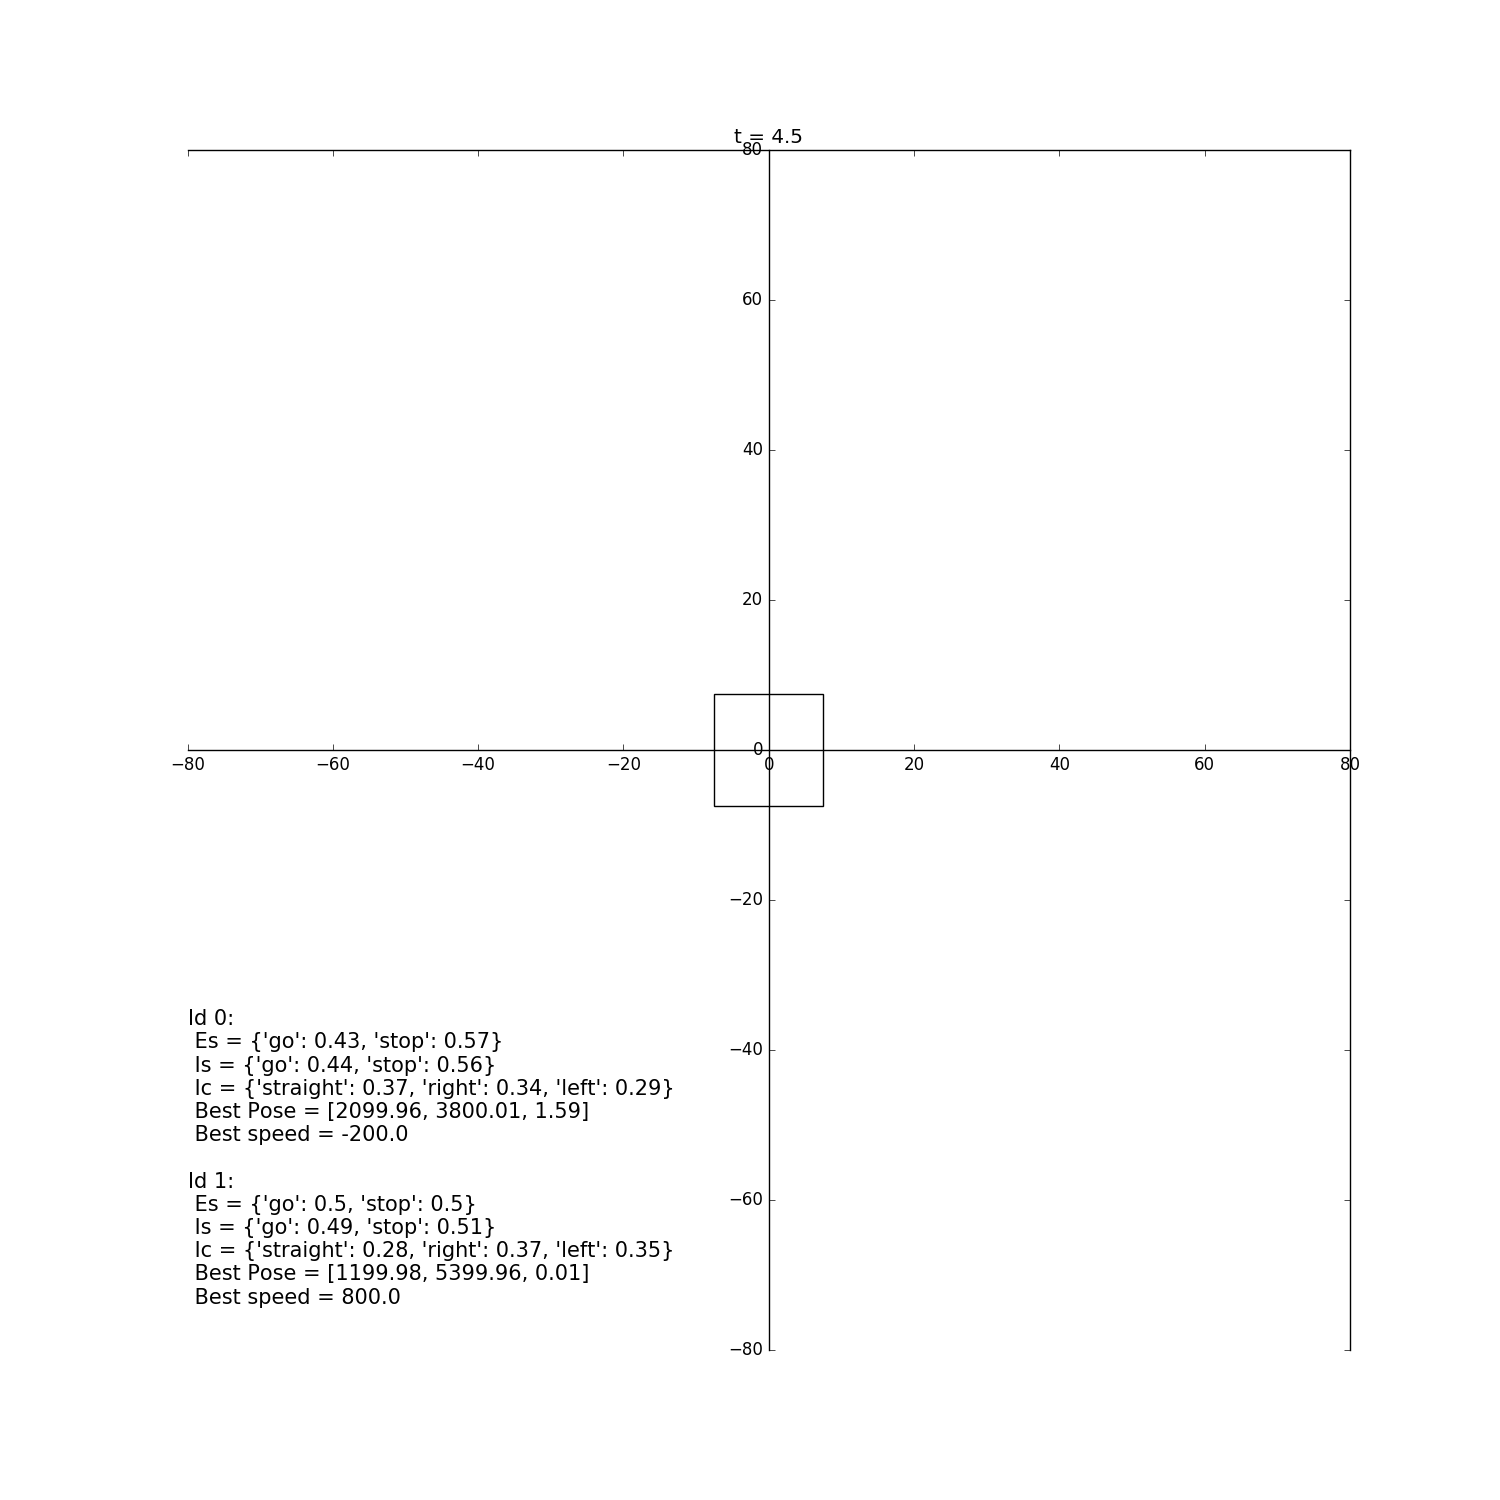 t = 4.5
80
60
40
20
0
−80 −60 −40 −20 0 20 40 60 80
−20
Id 0:
Es = {'go': 0.43, 'stop': 0.57}
Is = {'go': 0.44, 'stop': 0.56}
Ic = {'straight': 0.37, 'right': 0.34, 'left': 0.29}
Best Pose = [2099.96, 3800.01, 1.59]
Best speed = -200.0
−40
Id 1:
Es = {'go': 0.5, 'stop': 0.5}
Is = {'go': 0.49, 'stop': 0.51}
Ic = {'straight': 0.28, 'right': 0.37, 'left': 0.35}
Best Pose = [1199.98, 5399.96, 0.01]
Best speed = 800.0
−60
−80